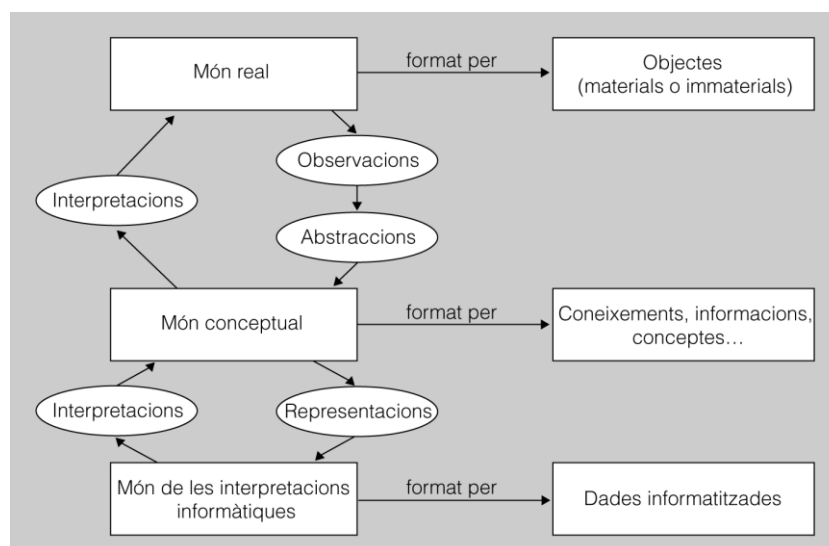 Món real
format per
Objectes
(materials o immaterials)
Observacions
Interpretacions
Abstraccions
Món conceptual
format per
Coneixements, informacions,
conceptes…
Interpretacions
Representacions
Món de les interpretacions
informàtiques
format per
Dades informatitzades